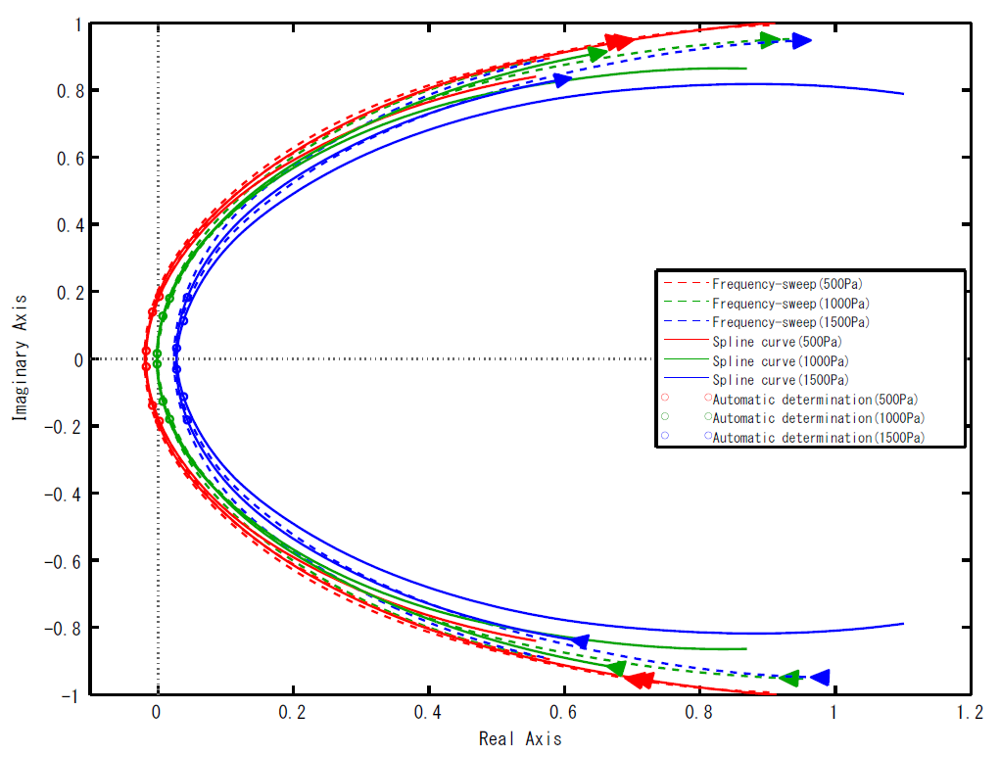 1
0.8
0.6
0.4
0.2
0
-0.2
-0.4
-0.6
-0.8
-1
Imaginary Axis
Frequency-sweep(500Pa)
Frequency-sweep(1000Pa)
Frequency-sweep(1500Pa)
Spline curve(500Pa)
Spline curve(1000Pa)
Spline curve(1500Pa)
Automatic determination(500Pa)
Automatic determination(1000Pa)
Automatic determination(1500Pa)
0 0.2 0.4 0.6 0.8 1 1.2
Real Axis